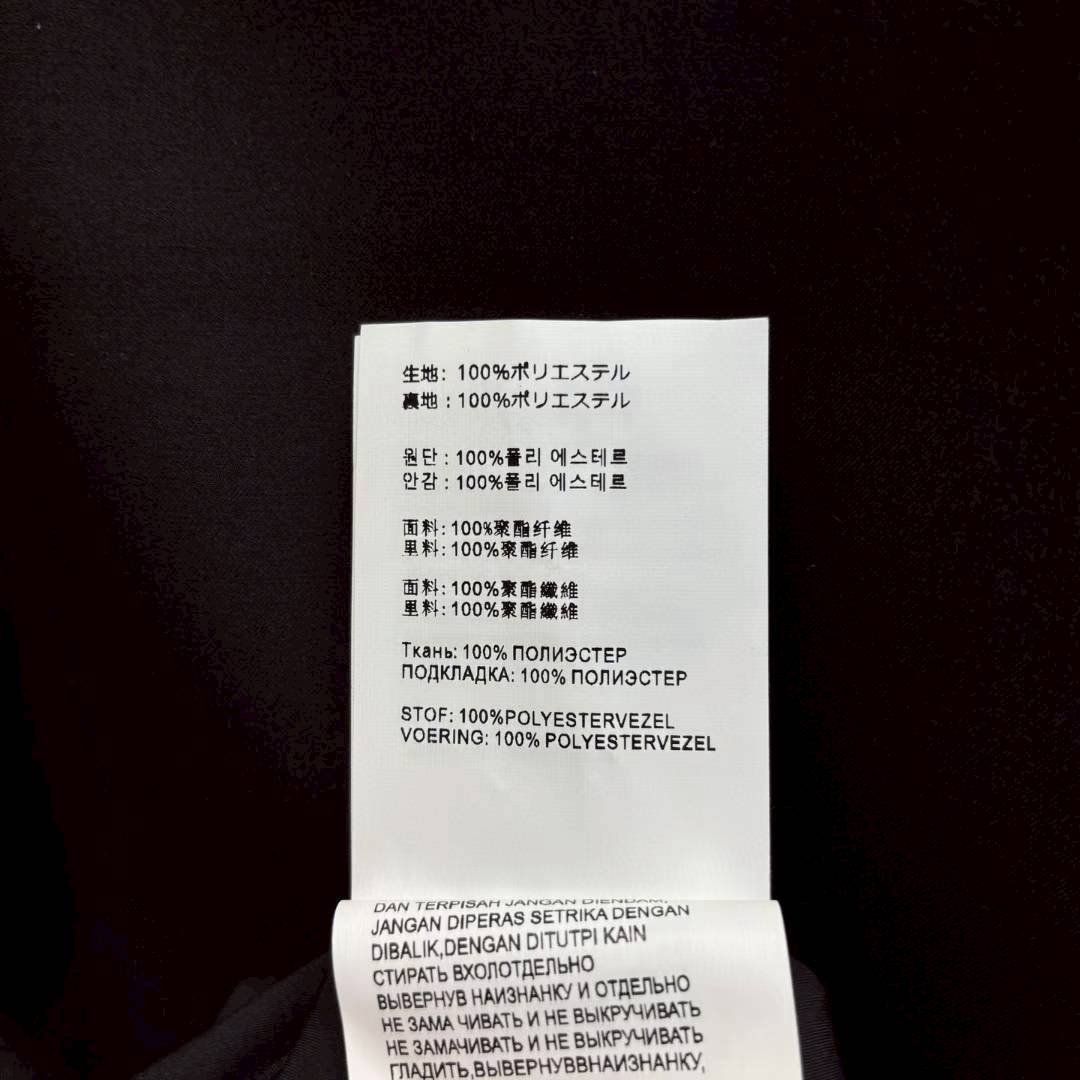 生地: 100%ポリエステル
裏地 : 100%ポリエステル
원단 : 100%폴리 에스테르
안감 : 100%폴리 에스테르
面料: 100%聚酯纤维
里料: 100%聚酯纤维
面料: 100%聚酯纖維
里料: 100%聚酯纖維
Ткань: 100% ПОЛИЭСТЕР
ПОДКЛАДКА: 100% ПОЛИЭСТЕР
STOF: 100%POLYESTERVEZEL
VOERING: 100% POLYESTERVEZEL
DAN TERPISAH JANGAN DIENDAM,
JANGAN DIPERAS SETRIKA DENGAN
DIBALIK,DENGAN DITUTPI KAIN
СТИРАТЬ ВХОЛОТДЕЛЬНО
ВЫВЕРНУВ НАИЗНАНКУ И ОТДЕЛЬНО
НЕ ЗАМА ЧИВАТЬ И НЕ ВЫКРУЧИВАТЬ
НЕ ЗАМАЧИВАТЬ И НЕ ВЫКРУЧИВАТЬ
ГЛАДИТЬ,ВЫВЕРНУВВНАИЗНАНКУ,